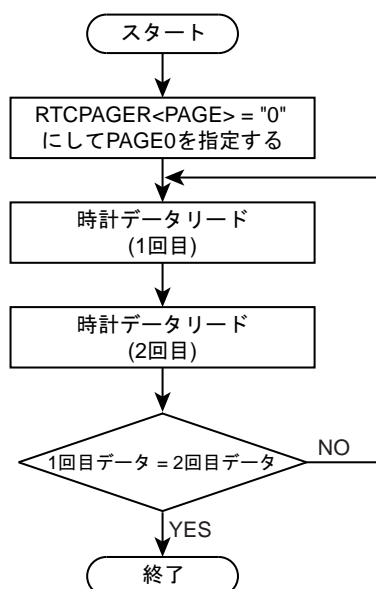 スタート
RTCPAGER<PAGE> = "0"
にしてPAGE0を指定する
時計データリード
(1回目)
時計データリード
(2回目)
1回目データ = 2回目データ
NO
YES
終了